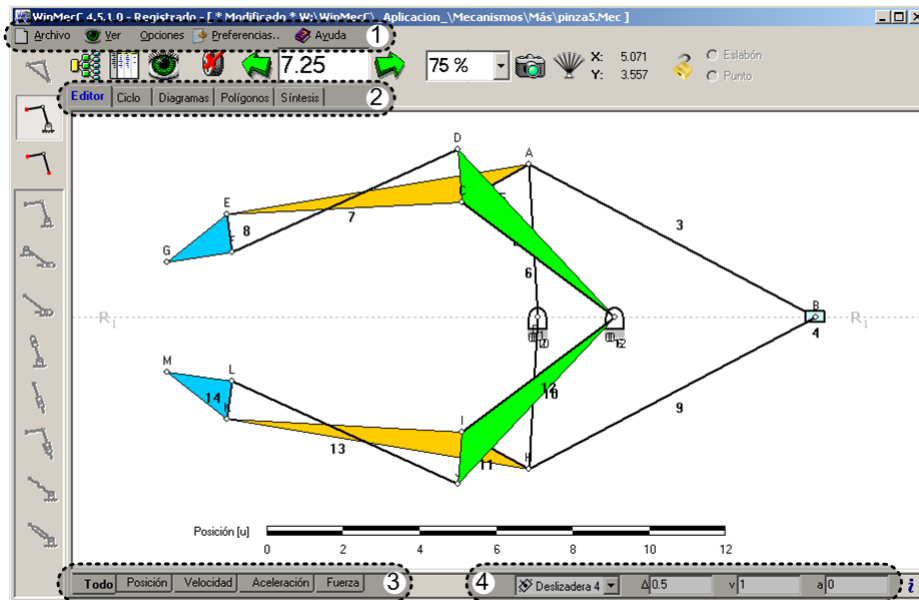 WinMecC 4.5.1.0 - Registrado - [ * Modificado * W:\WinMecC\_Aplicacion_\Mecanismos\Más\pinza5.Mec ]
Archivo Ver Opciones Preferencias.. Ayuda 1
7.25 75 % X: 5.071 Eslabón
Y: 3.557 Punto
Editor Ciclo Diagramas Polígonos Síntesis 2
D
A
C
E
7
3
8
F
G
6
B
R1 R1
4
M
L
14
K
12
10
9
I
13
11
H
J
Posición [u]
0 2 4 6 8 10 12
Todo Posición Velocidad Aceleración Fuerza 3 4 Deslizadera 4 Δ 0.5 v 1 a 0 i